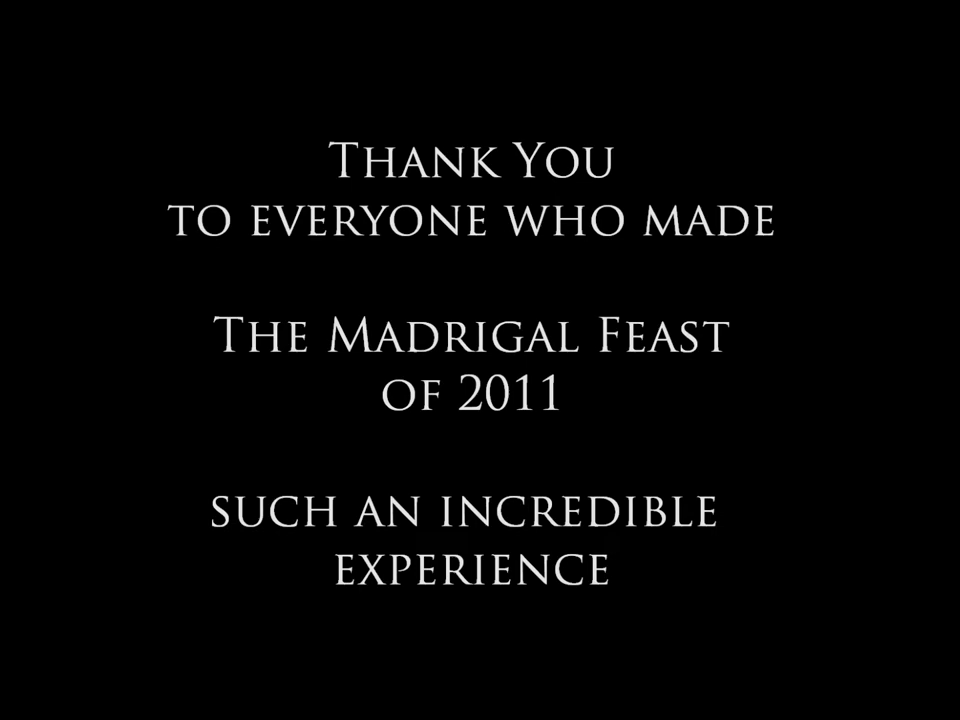 Thank You
to everyone who made
The Madrigal Feast
of 2011
such an incredible
experience